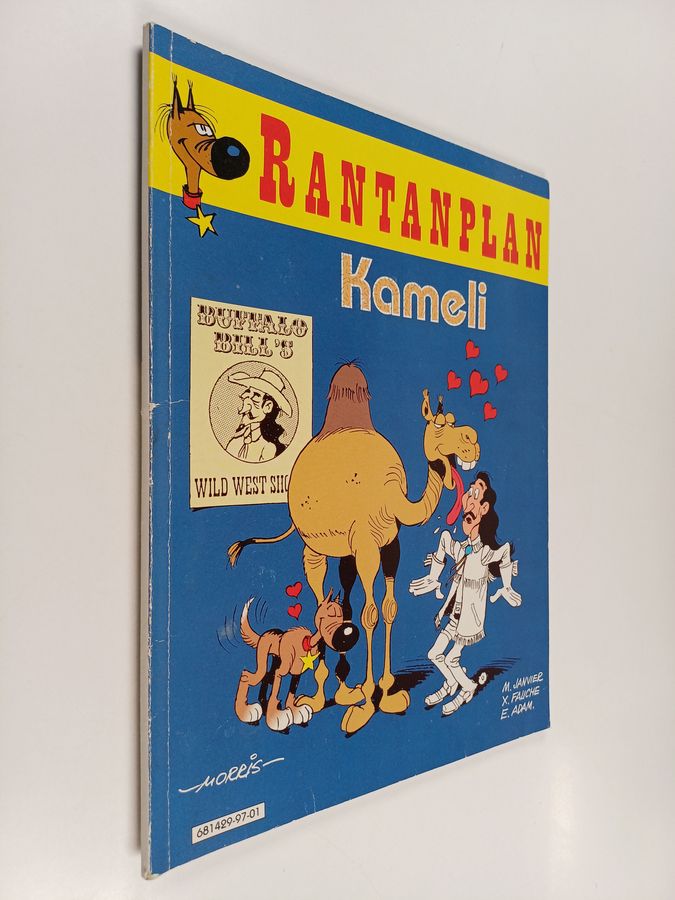 RANTANPLAN
Kameli
BUFFALO
BILL'S
WILD WEST SHO
M. JANVIER
X. FAUCHE
E. ADAM.
MORRIS
681429-97-01